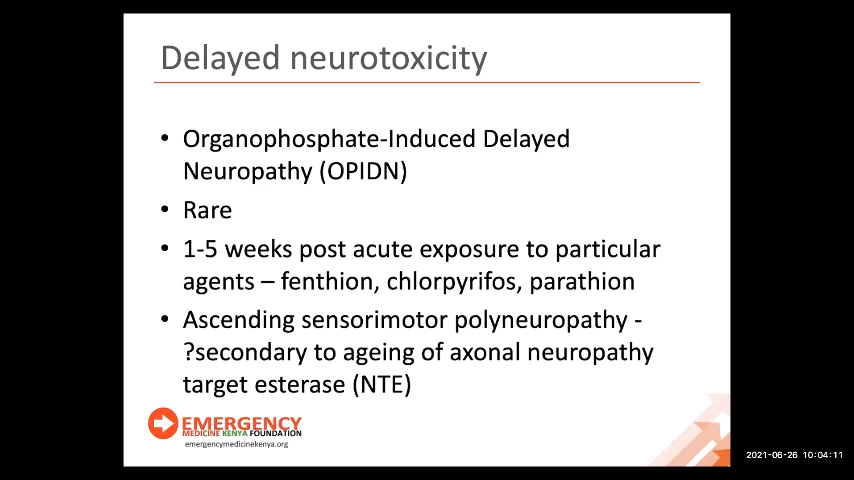 Delayed neurotoxicity
• Organophosphate-Induced Delayed
Neuropathy (OPIDN)
• Rare
• 1-5 weeks post acute exposure to particular
agents – fenthion, chlorpyrifos, parathion
• Ascending sensorimotor polyneuropathy -
?secondary to ageing of axonal neuropathy
target esterase (NTE)
EMERGENCY
MEDICINE KENYA FOUNDATION
emergencymedicinekenya.org
2021-06-26 10:04:11